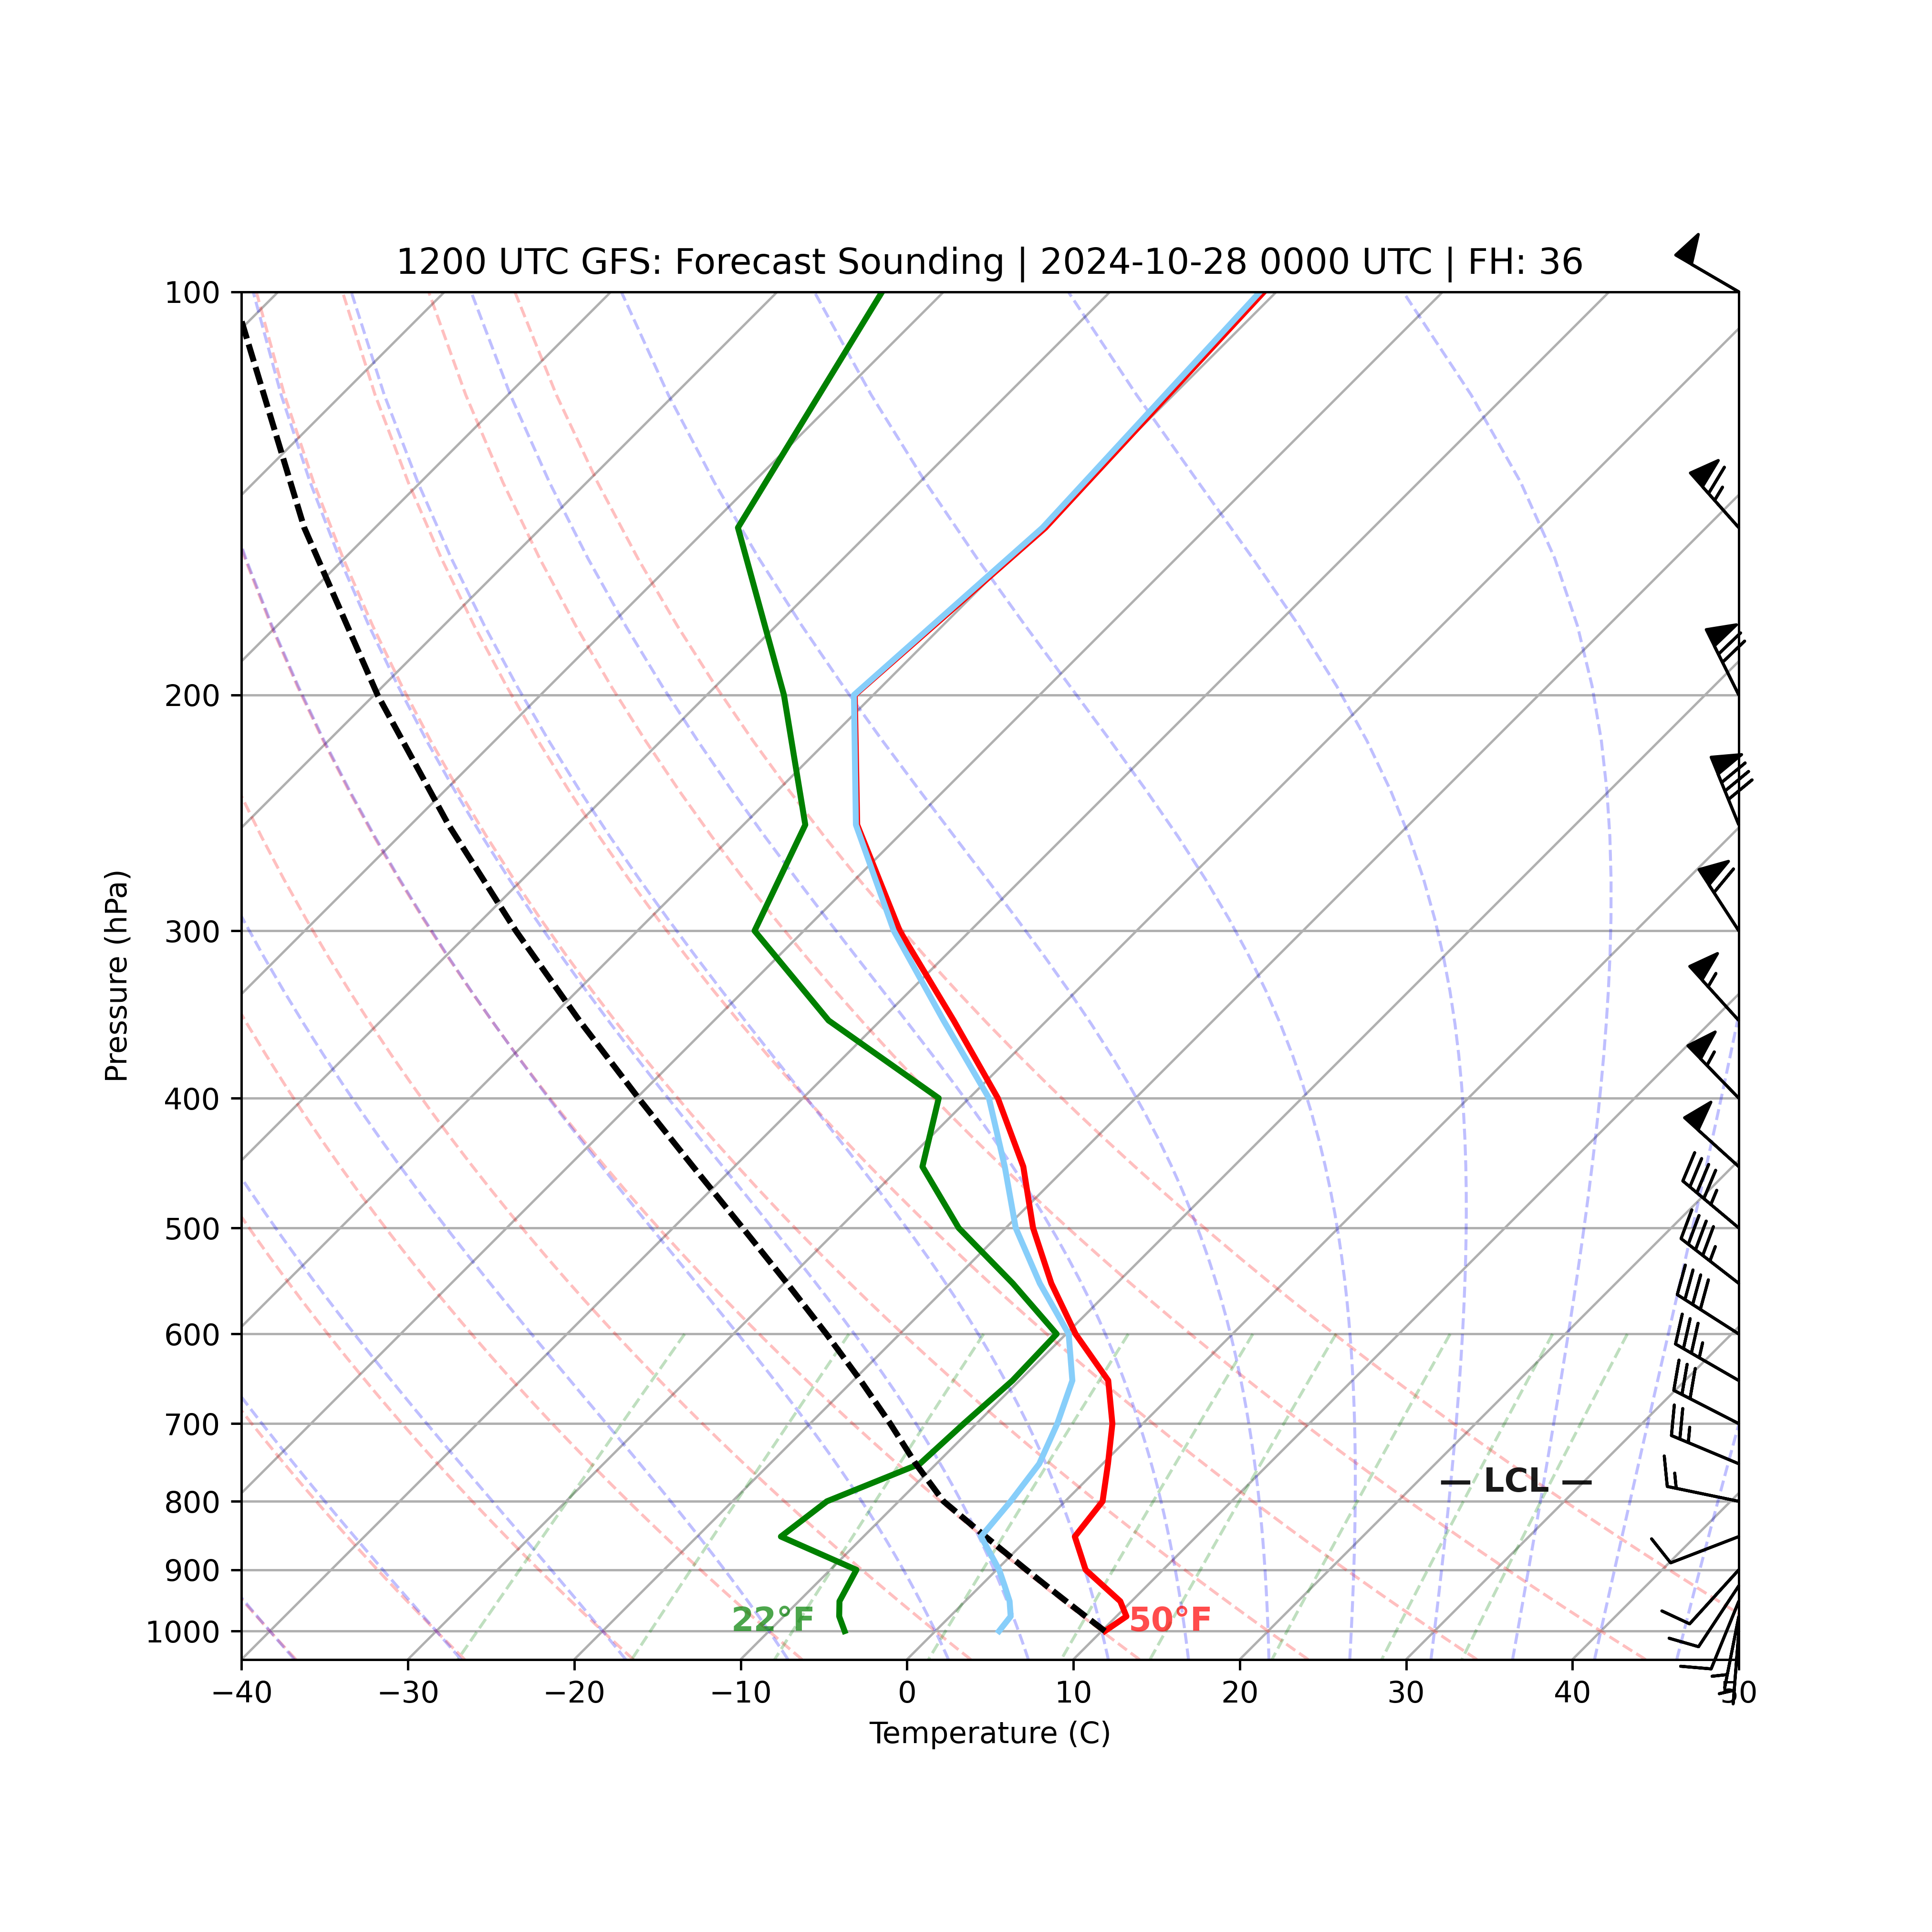 1200 UTC GFS: Forecast Sounding | 2024-10-28 0000 UTC | FH: 36
100
200
300
400
500
600
700
800
900
1000
Pressure (hPa)
— LCL —
22°F
50°F
−40 −30 −20 −10 0 10 20 30 40 50
Temperature (C)